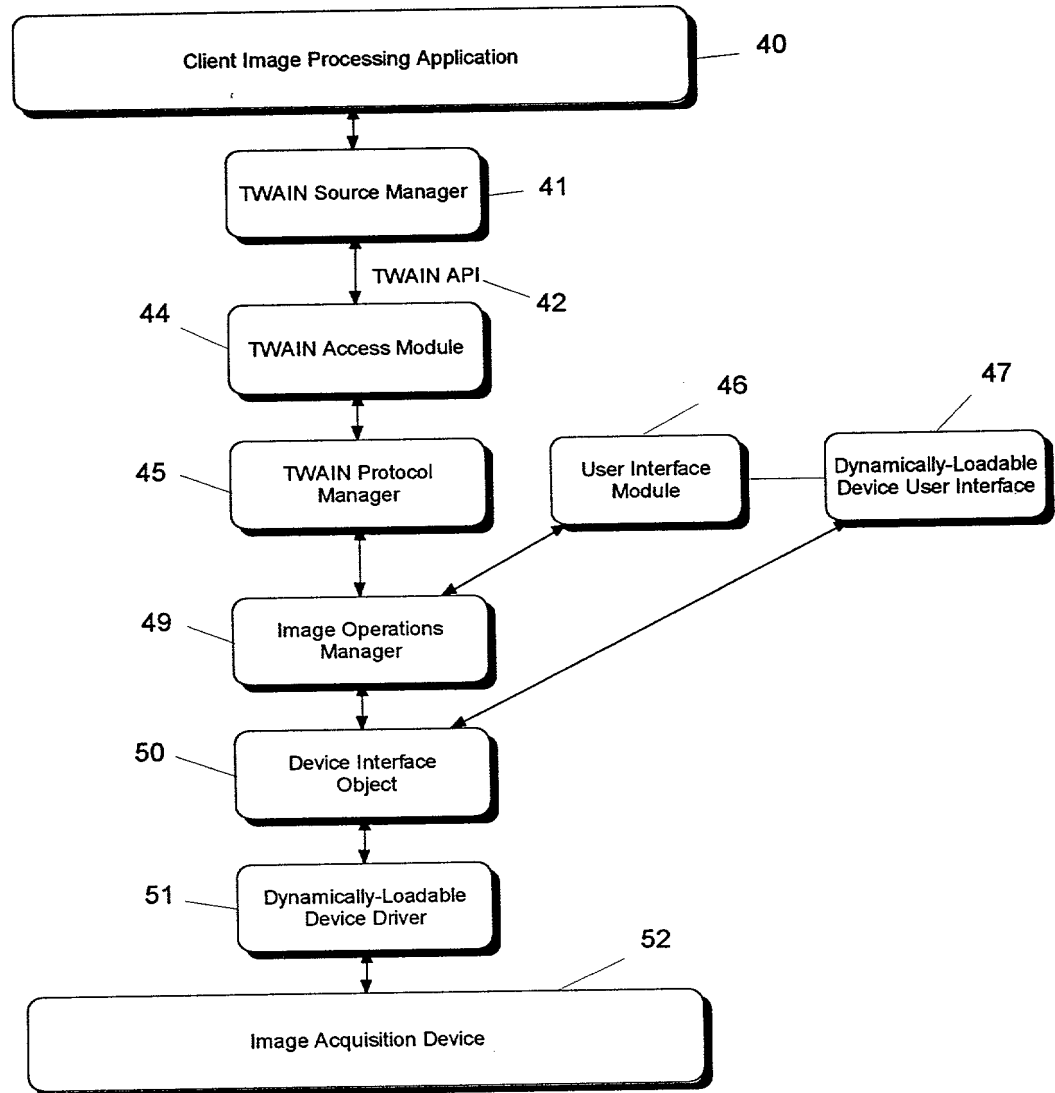 Client Image Processing Application
40
TWAIN Source Manager
41
TWAIN API
42
44
TWAIN Access Module
46
47
45
TWAIN Protocol
Manager
User Interface
Module
Dynamically-Loadable
Device User Interface
49
Image Operations
Manager
50
Device Interface
Object
51
Dynamically-Loadable
Device Driver
52
Image Acquisition Device